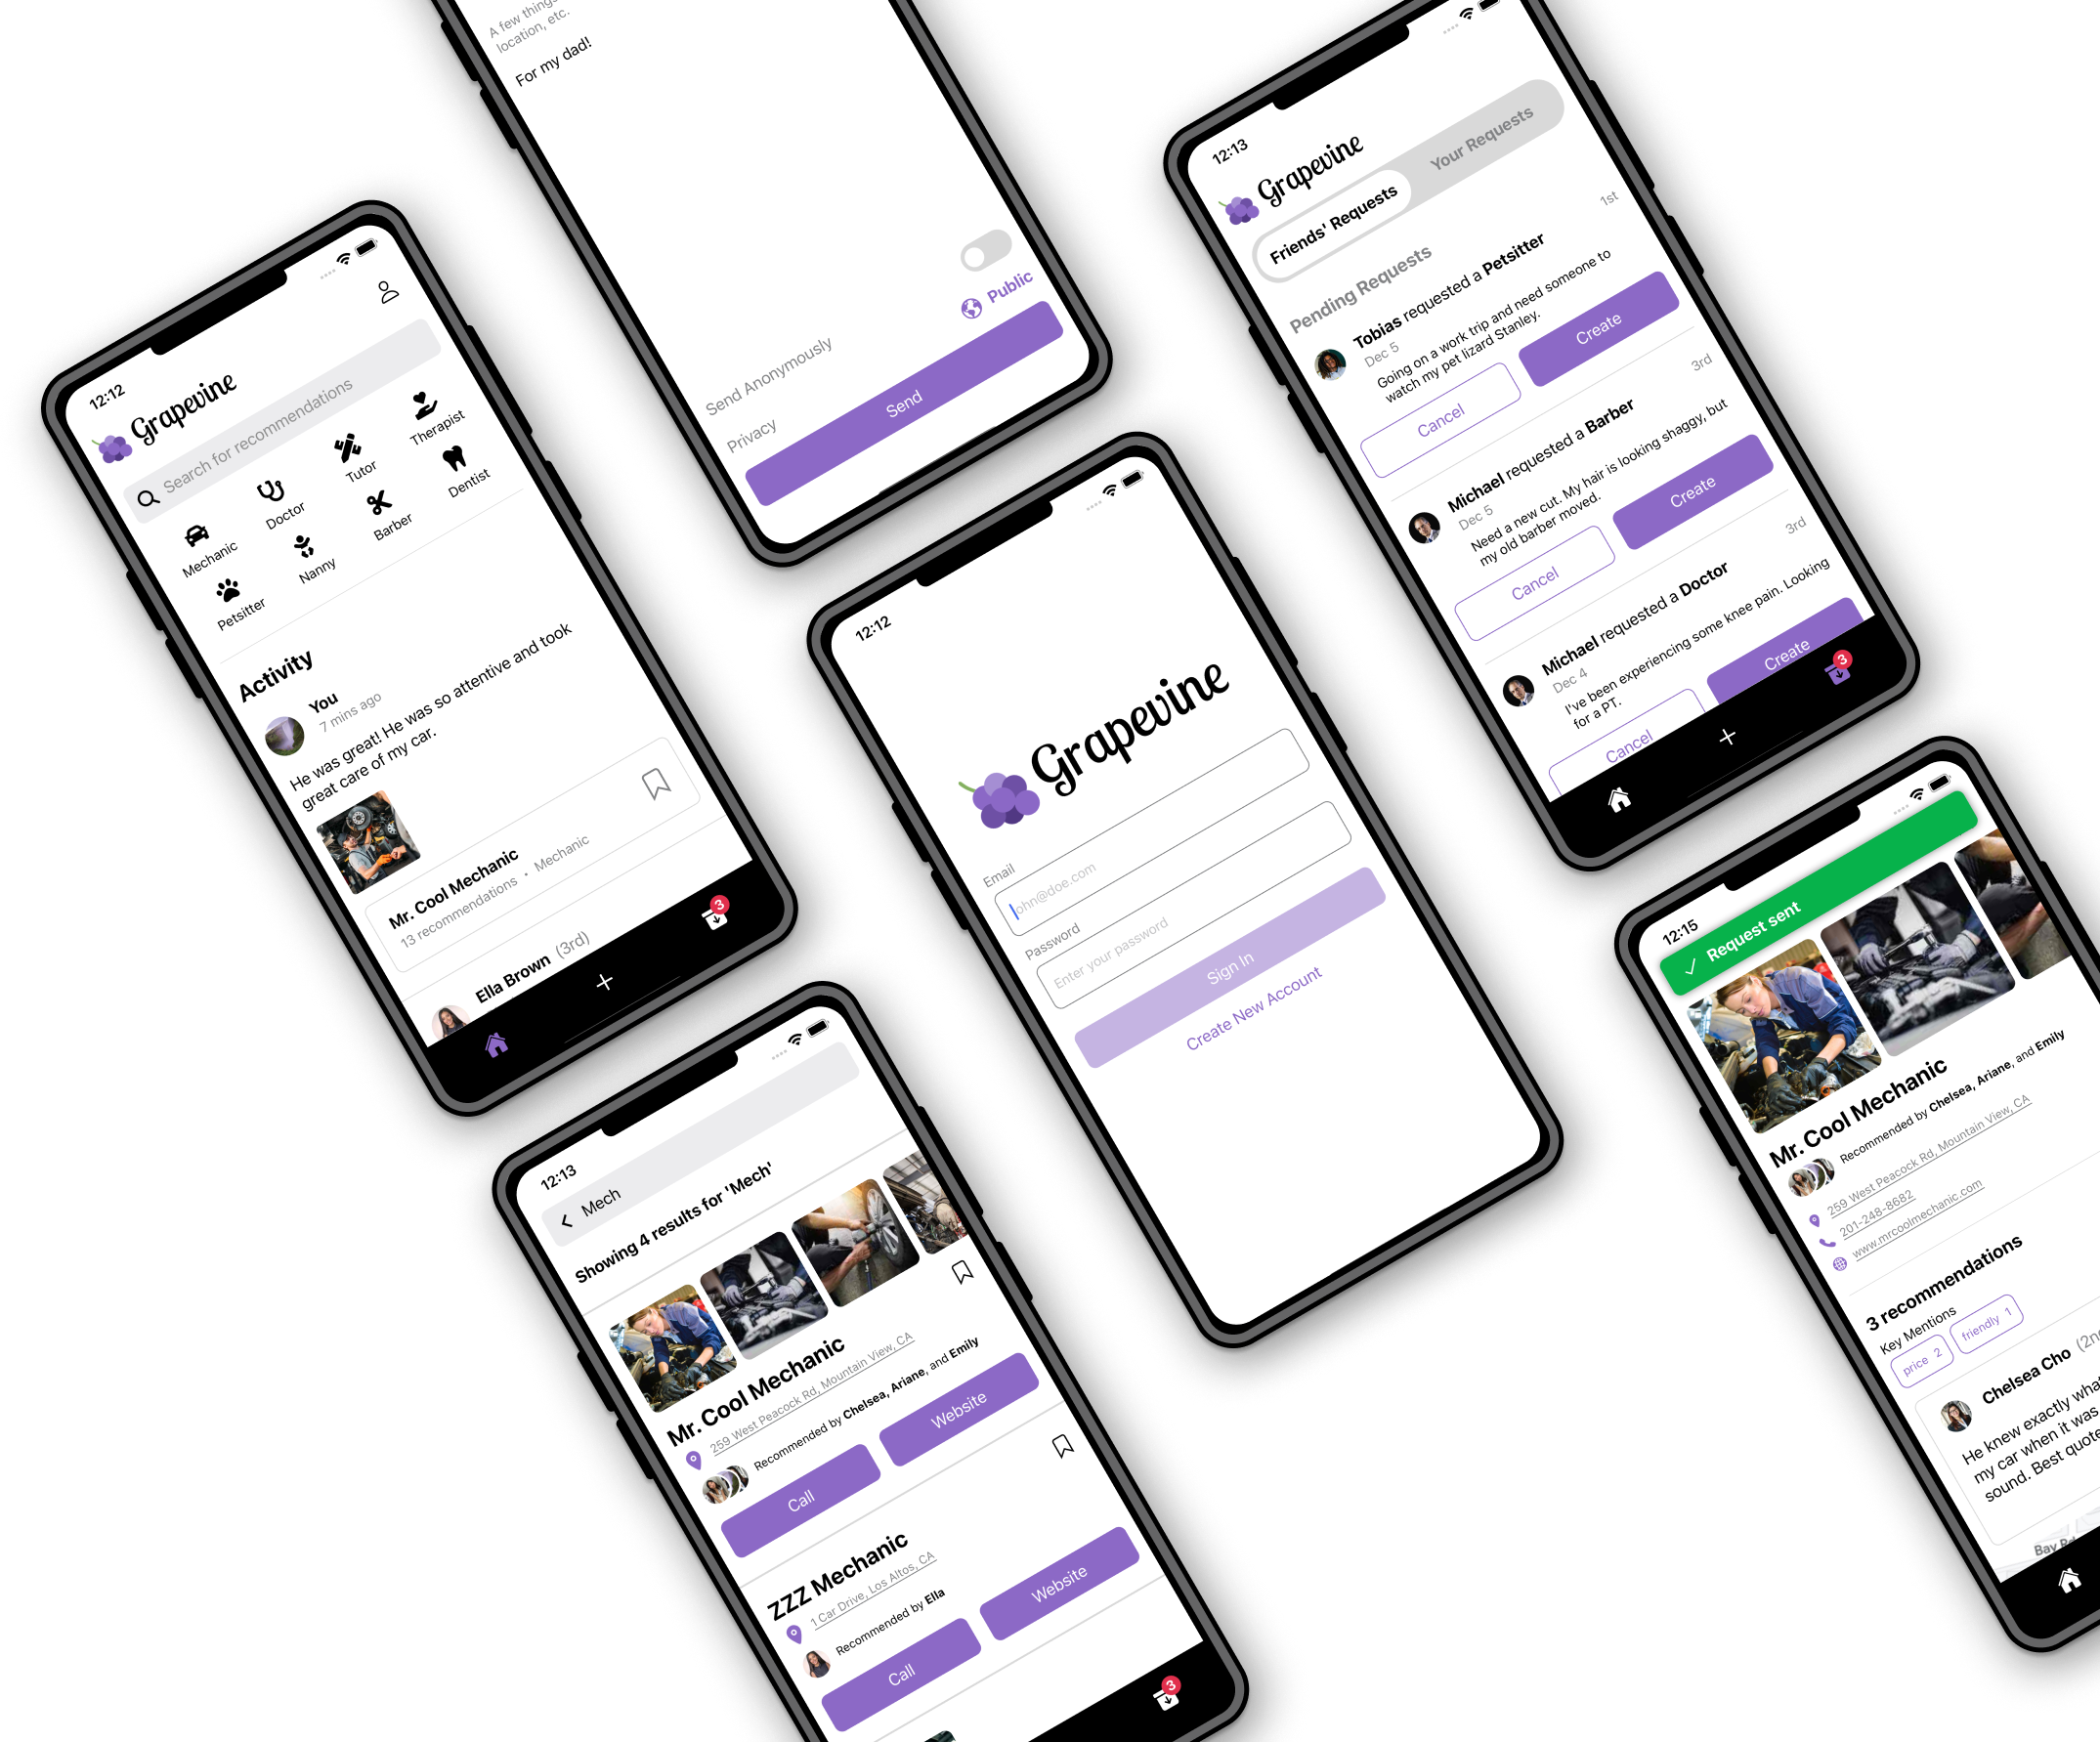 12:12
Grapevine
Search for recommendations
Mechanic
Doctor
Tutor
Therapist
Petsitter
Nanny
Barber
Dentist
Activity
You
7 mins ago
He was great! He was so attentive and took
great care of my car.
Mr. Cool Mechanic
13 recommendations • Mechanic
Ella Brown (3rd)
3
A few things
location, etc.
For my dad!
Send Anonymously
Privacy
Public
Send
12:13
Grapevine
Friends' Requests
Your Requests
Pending Requests
1st
Tobias requested a Petsitter
Dec 5
Going on a work trip and need someone to
watch my pet lizard Stanley.
Cancel
Create
3rd
Michael requested a Barber
Dec 5
Need a new cut. My hair is looking shaggy, but
my old barber moved.
Cancel
Create
3rd
Michael requested a Doctor
Dec 4
I've been experiencing some knee pain. Looking
for a PT.
Cancel
Create
3
12:12
Grapevine
Email
john@doe.com
Password
Enter your password
Sign In
Create New Account
12:13
Mech
Showing 4 results for 'Mech'
Mr. Cool Mechanic
259 West Peacock Rd, Mountain View, CA
Recommended by Chelsea, Ariane, and Emily
Call
Website
ZZZ Mechanic
1 Car Drive, Los Altos, CA
Recommended by Ella
Call
Website
3
12:15
Request sent
Mr. Cool Mechanic
Recommended by Chelsea, Ariane, and Emily
259 West Peacock Rd, Mountain View, CA
201-248-8682
www.mrcoolmechanic.com
3 recommendations
Key Mentions
price 2
friendly 1
Chelsea Cho (2n
He knew exactly what
my car when it was
sound. Best quote
Bay